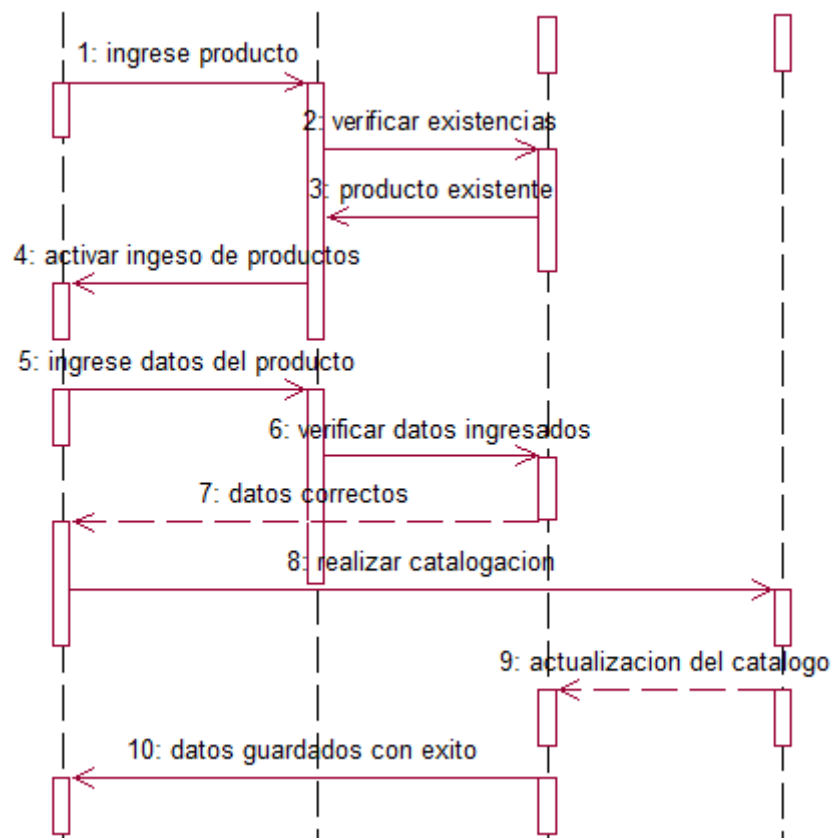 1: ingrese producto
2: verificar existencias
3: producto existente
4: activar ingeso de productos
5: ingrese datos del producto
6: verificar datos ingresados
7: datos correctos
8: realizar catalogacion
9: actualizacion del catalogo
10: datos guardados con exito